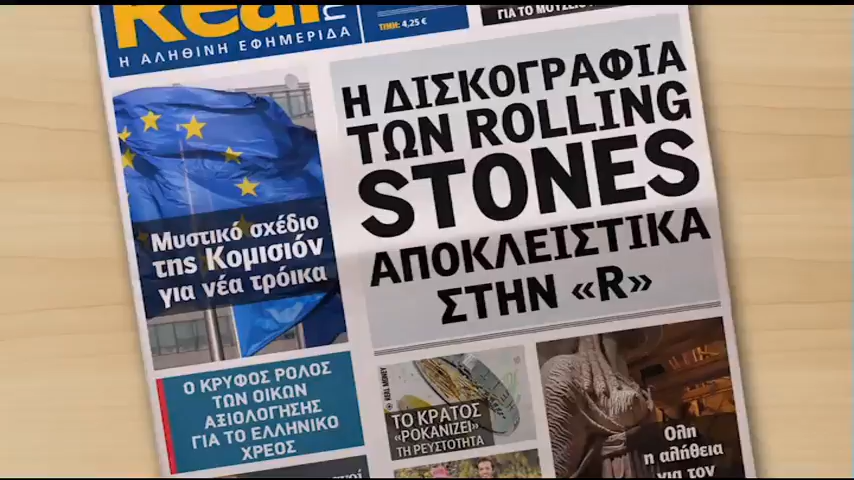 Real
Η ΑΛΗΘΙΝΗ ΕΦΗΜΕΡΙΔΑ
ΤΙΜΗ: 4,25 €
ΓΙΑ ΤΟ
Η ΔΙΣΚΟΓΡΑΦΙΑ
ΤΩΝ ROLLING
STONES
ΑΠΟΚΛΕΙΣΤΙΚΑ
ΣΤΗΝ «R»
Μυστικό σχέδιο
της Κομισιόν
για νέα τρόικα
Ο ΚΡΥΦΟΣ ΡΟΛΟΣ
ΤΩΝ ΟΙΚΩΝ
ΑΞΙΟΛΟΓΗΣΗΣ
ΓΙΑ ΤΟ ΕΛΛΗΝΙΚΟ
ΧΡΕΟΣ
REAL MONEY
ΤΟ ΚΡΑΤΟΣ
«ΡΟΚΑΝΙΖΕΙ»
ΤΗ ΡΕΥΣΤΟΤΗΤΑ
Όλη
η αλήθεια
για τον